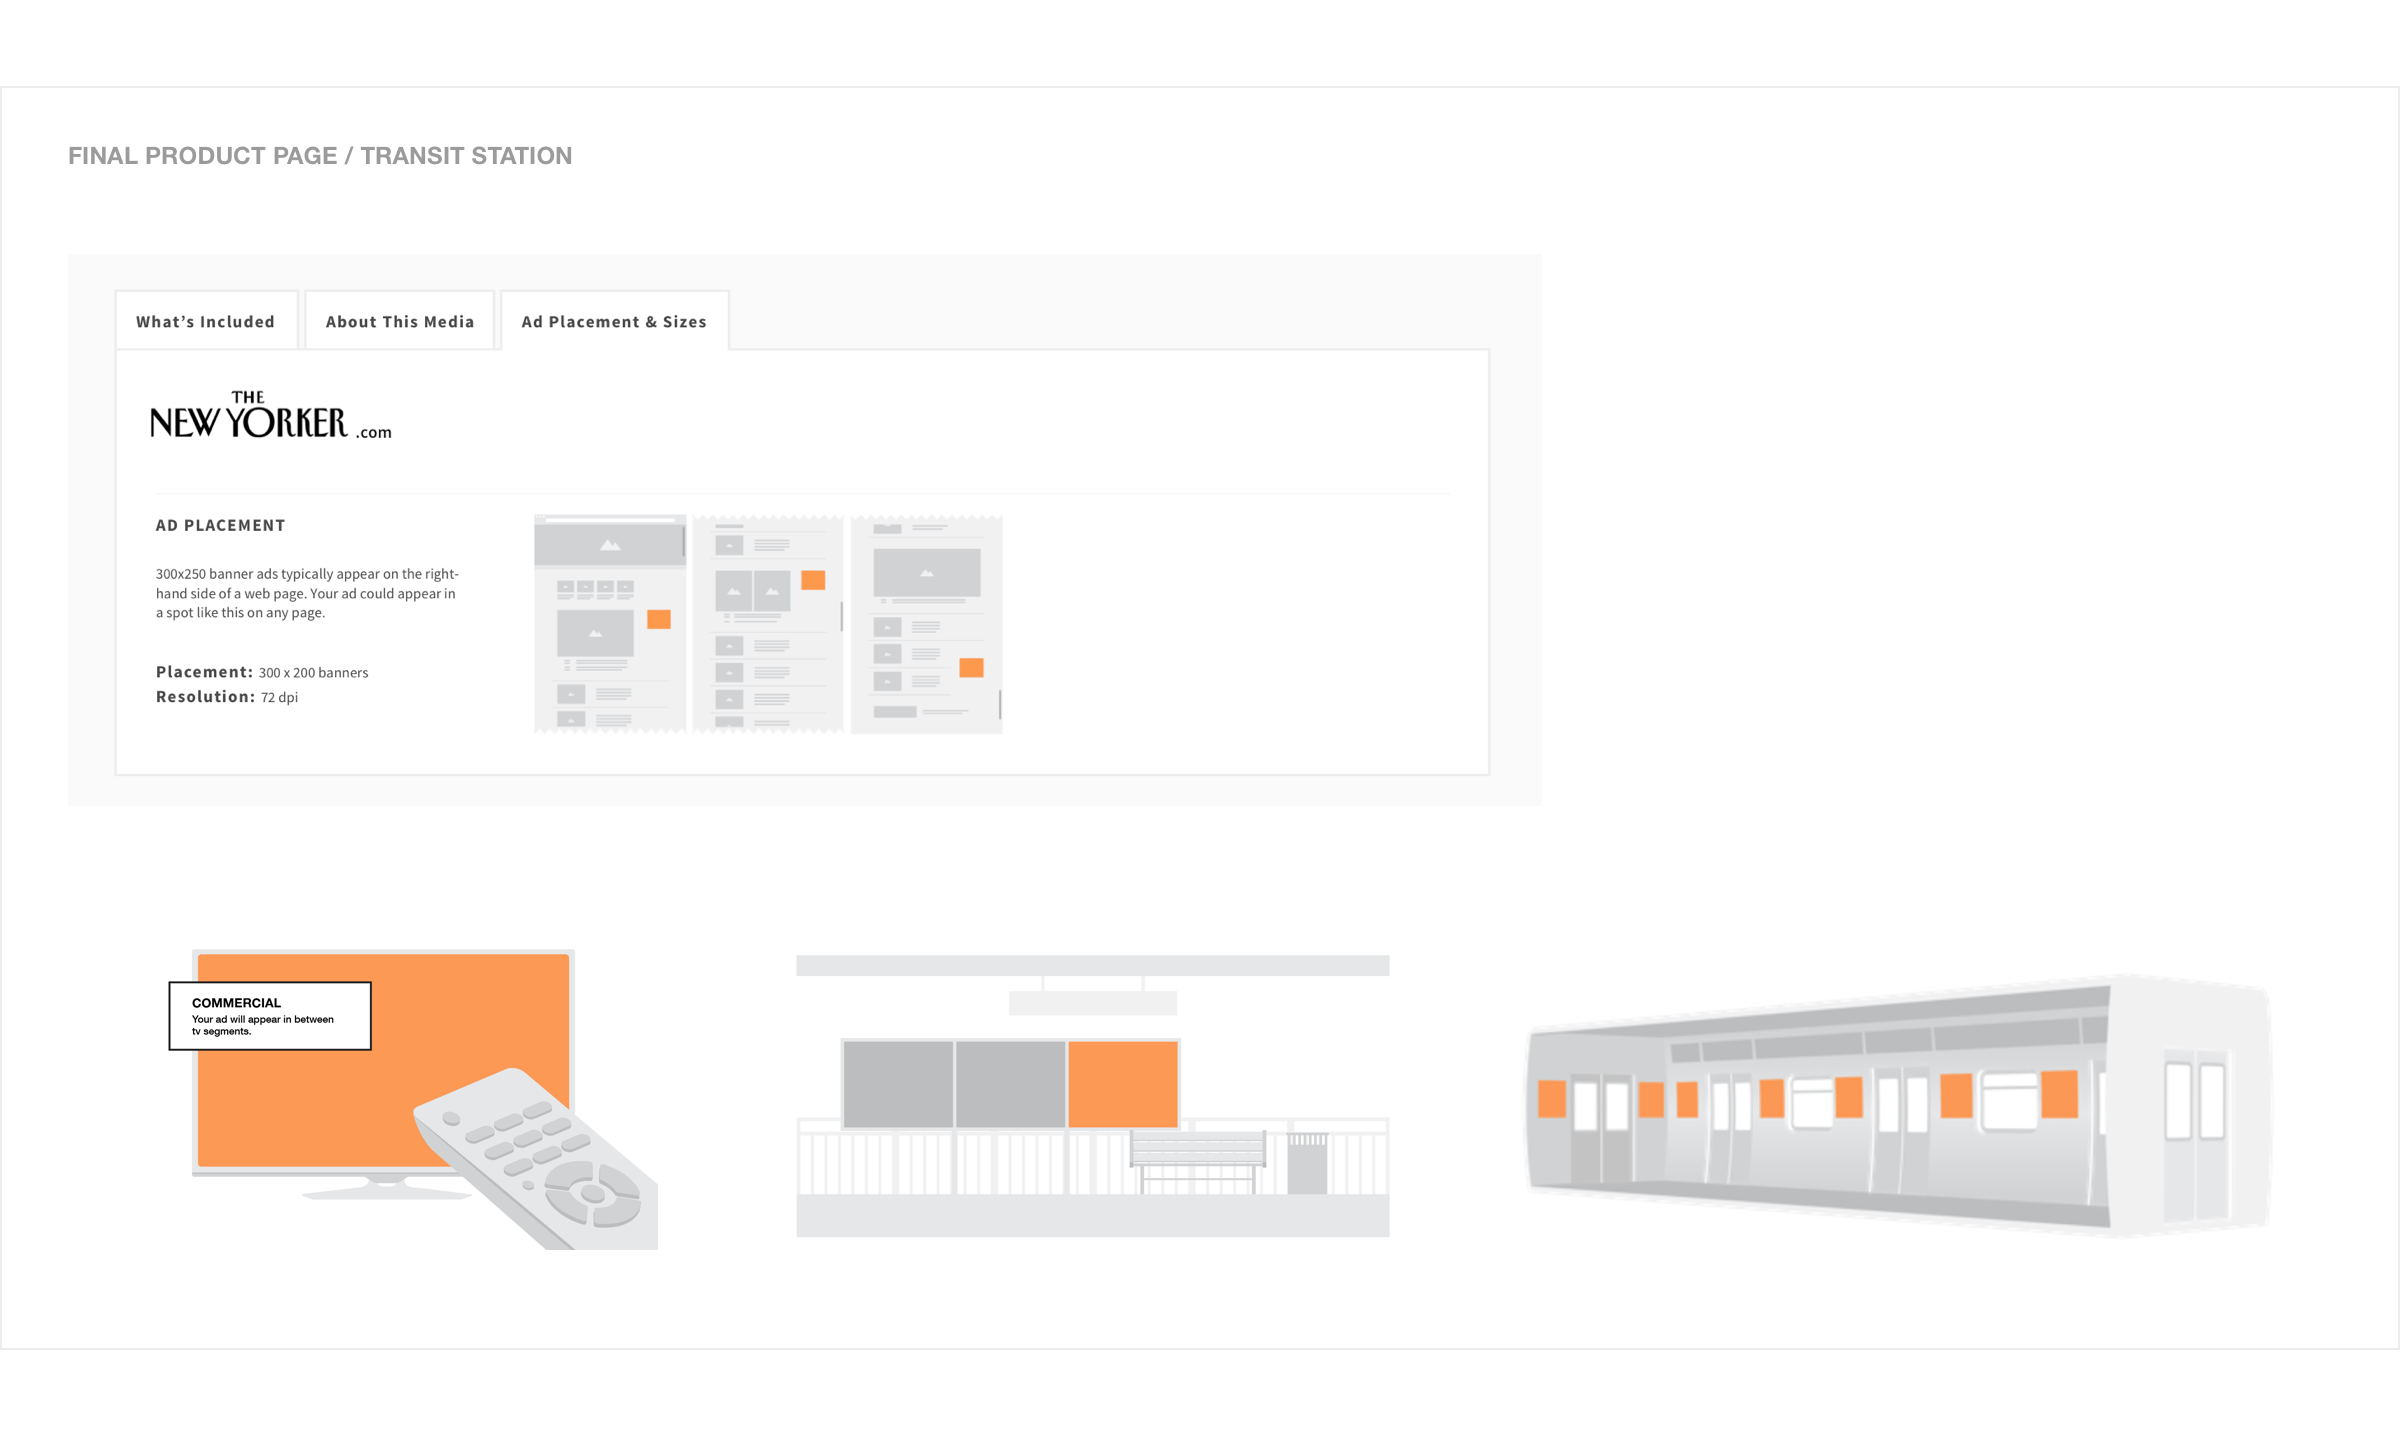 FINAL PRODUCT PAGE / TRANSIT STATION
What’s Included
About This Media
Ad Placement & Sizes
THE
NEW YORKER .com
AD PLACEMENT
300x250 banner ads typically appear on the right-
hand side of a web page. Your ad could appear in
a spot like this on any page.
Placement: 300 x 200 banners
Resolution: 72 dpi
COMMERCIAL
Your ad will appear in between
tv segments.